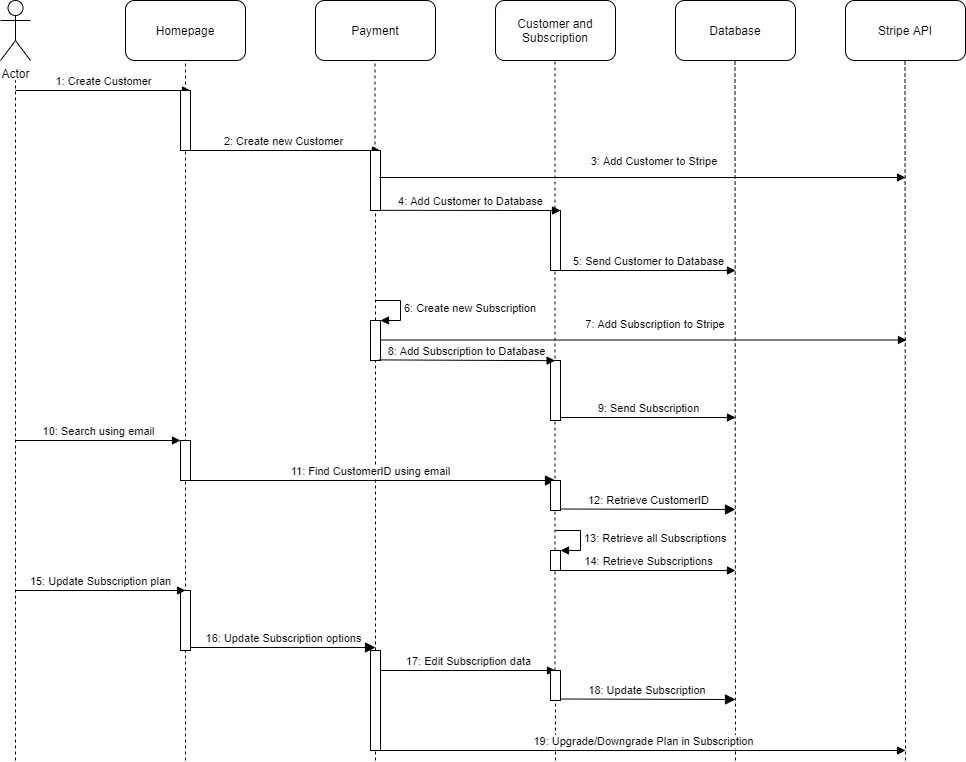 Homepage
Payment
Customer and
Subscription
Database
Stripe API
Actor
1: Create Customer
2: Create new Customer
3: Add Customer to Stripe
4: Add Customer to Database
5: Send Customer to Database
6: Create new Subscription
7: Add Subscription to Stripe
8: Add Subscription to Database
9: Send Subscription
10: Search using email
11: Find CustomerID using email
12: Retrieve CustomerID
13: Retrieve all Subscriptions
14: Retrieve Subscriptions
15: Update Subscription plan
16: Update Subscription options
17: Edit Subscription data
18: Update Subscription
19: Upgrade/Downgrade Plan in Subscription